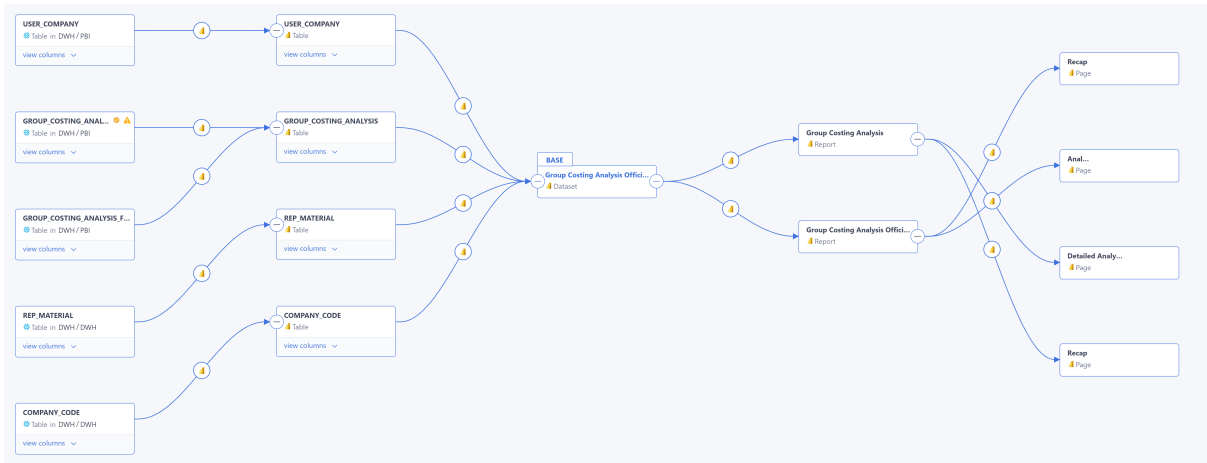 USER_COMPANY
Table in DWH / PBI
view columns
GROUP_COSTING_ANAL...
Table in DWH / PBI
view columns
GROUP_COSTING_ANALYSIS_F...
Table in DWH / PBI
view columns
REP_MATERIAL
Table in DWH / DWH
view columns
COMPANY_CODE
Table in DWH / DWH
view columns
USER_COMPANY
Table
view columns
GROUP_COSTING_ANALYSIS
Table
view columns
REP_MATERIAL
Table
view columns
COMPANY_CODE
Table
view columns
BASE
Group Costing Analysis Offici...
Dataset
Group Costing Analysis
Report
Group Costing Analysis Offici...
Report
Recap
Page
Anal...
Page
Detailed Analy...
Page
Recap
Page